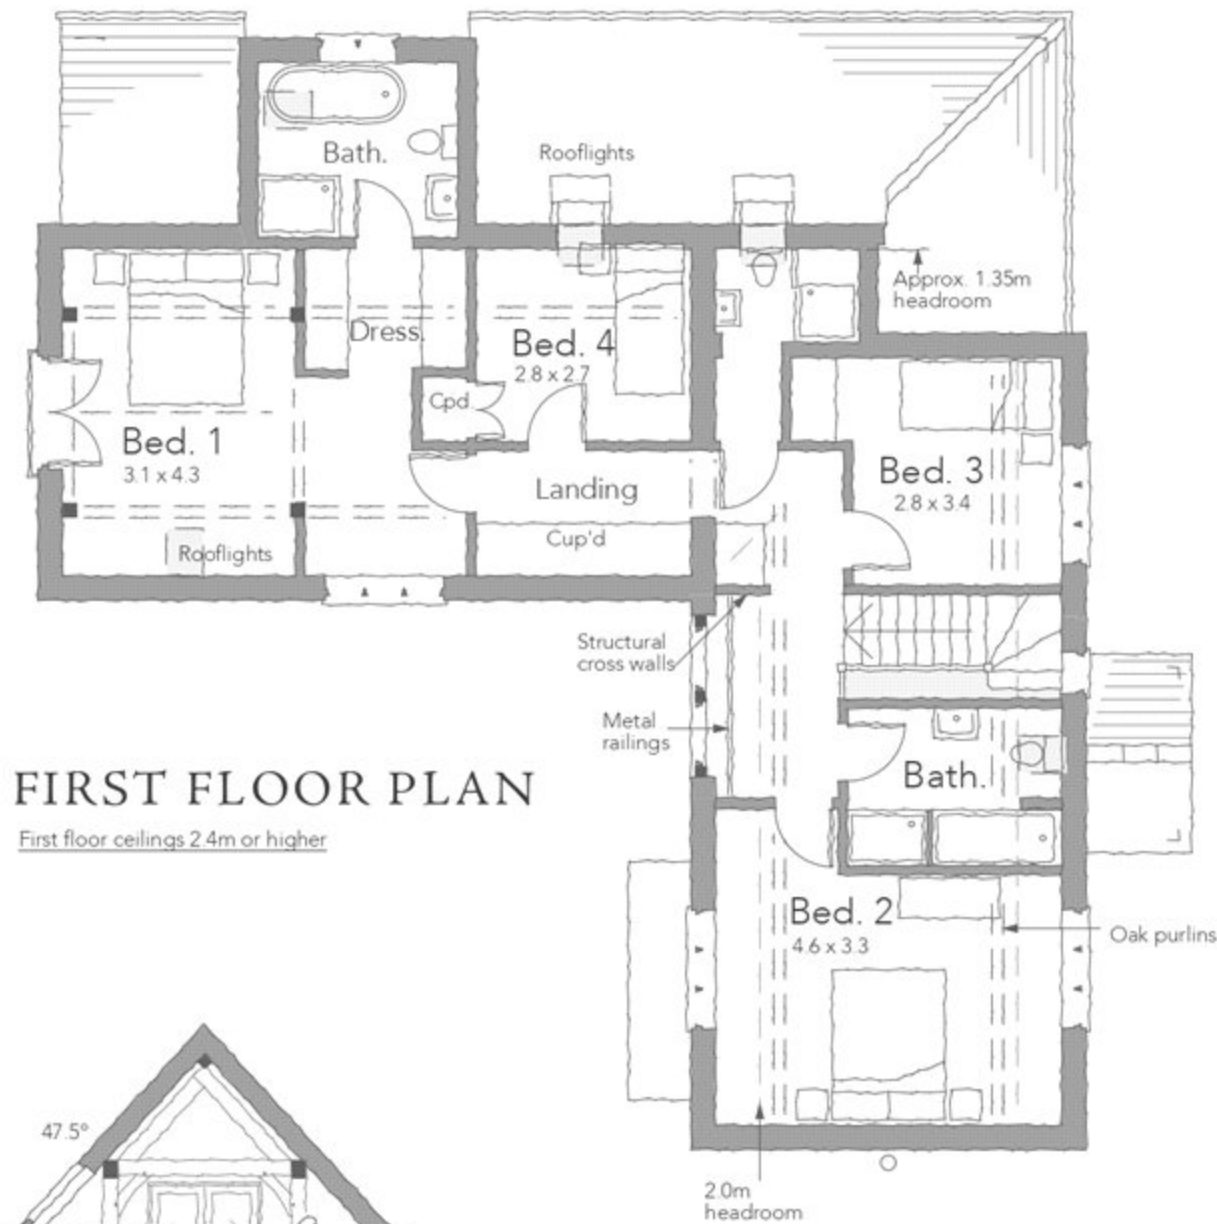 Bath.
Rooflights
Approx. 1.35m
headroom
Dress.
Bed. 4
2.8 x 2.7
Cpd.
Bed. 1
3.1 x 4.3
Bed. 3
2.8 x 3.4
Landing
Cup'd
Rooflights
Structural
cross walls
Metal
railings
Bath.
FIRST FLOOR PLAN
First floor ceilings 2.4m or higher
Bed. 2
4.6 x 3.3
Oak purlins
47.5°
2.0m
headroom